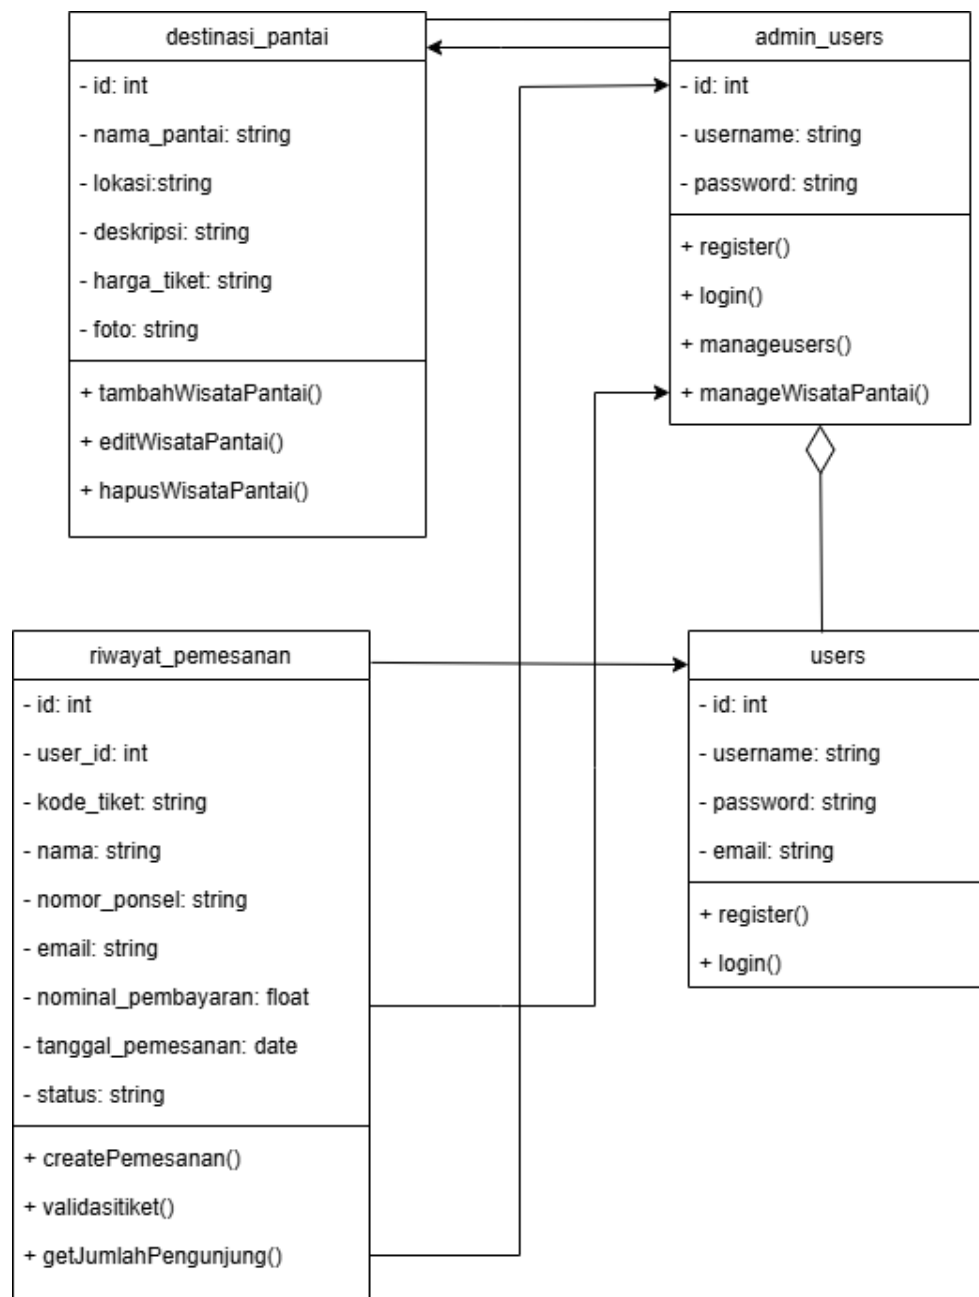 destinasi_pantai
- id: int
- nama_pantai: string
- lokasi:string
- deskripsi: string
- harga_tiket: string
- foto: string
+ tambahWisataPantai()
+ editWisataPantai()
+ hapusWisataPantai()
admin_users
- id: int
- username: string
- password: string
+ register()
+ login()
+ manageusers()
+ manageWisataPantai()
riwayat_pemesanan
- id: int
- user_id: int
- kode_tiket: string
- nama: string
- nomor_ponsel: string
- email: string
- nominal_pembayaran: float
- tanggal_pemesanan: date
- status: string
+ createPemesanan()
+ validasitiket()
+ getJumlahPengunjung()
users
- id: int
- username: string
- password: string
- email: string
+ register()
+ login()